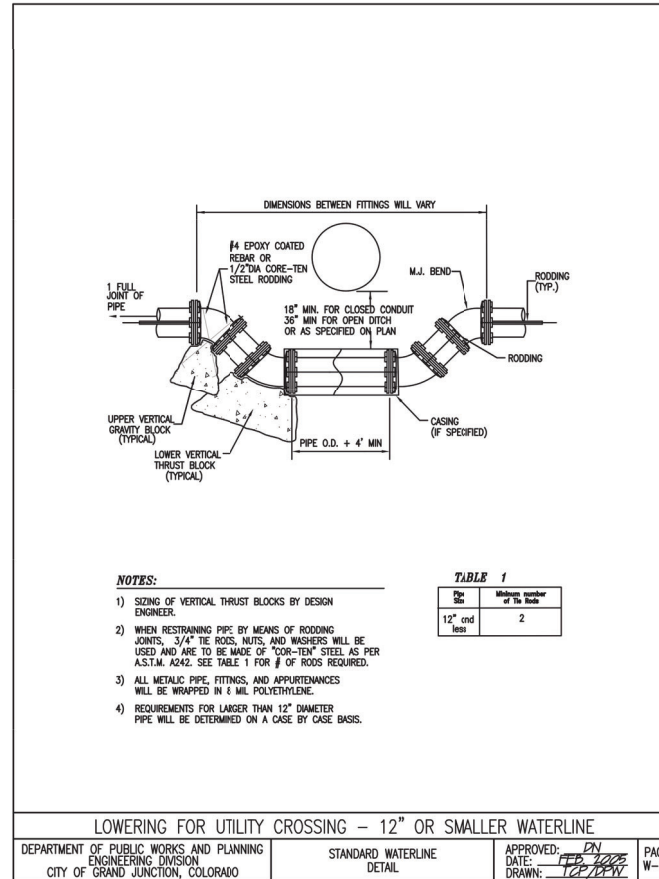 DIMENSIONS BETWEEN FITTINGS WILL VARY
#4 EPOXY COATED
REBAR OR
1/2"DIA CORE-TEN
STEEL RODDING
M.J. BEND
RODDING
(TYP.)
1 FULL
JOINT OF
PIPE
18" MIN. FOR CLOSED CONDUIT
36" MIN FOR OPEN DITCH
OR AS SPECIFIED ON PLAN
RODDING
UPPER VERTICAL
GRAVITY BLOCK
(TYPICAL)
CASING
(IF SPECIFIED)
PIPE O.D. + 4' MIN
LOWER VERTICAL
THRUST BLOCK
(TYPICAL)
NOTES:
1) SIZING OF VERTICAL THRUST BLOCKS BY DESIGN
ENGINEER.
2) WHEN RESTRAINING PIPE BY MEANS OF RODDING
JOINTS, 3/4" TIE RODS, NUTS, AND WASHERS WILL BE
USED AND ARE TO BE MADE OF "COR-TEN" STEEL AS PER
A.S.T.M. A242. SEE TABLE 1 FOR # OF RODS REQUIRED.
3) ALL METALIC PIPE, FITTINGS, AND APPURTENANCES
WILL BE WRAPPED IN 8 MIL POLYETHYLENE.
4) REQUIREMENTS FOR LARGER THAN 12" DIAMETER
PIPE WILL BE DETERMINED ON A CASE BY CASE BASIS.
TABLE 1
Pipe Size
Minimum number of Tie Rods
12" and less
2
LOWERING FOR UTILITY CROSSING – 12" OR SMALLER WATERLINE
DEPARTMENT OF PUBLIC WORKS AND PLANNING
ENGINEERING DIVISION
CITY OF GRAND JUNCTION, COLORADO
STANDARD WATERLINE
DETAIL
APPROVED: DN
DATE: FEB 2005
DRAWN: TCP/DPW
W-